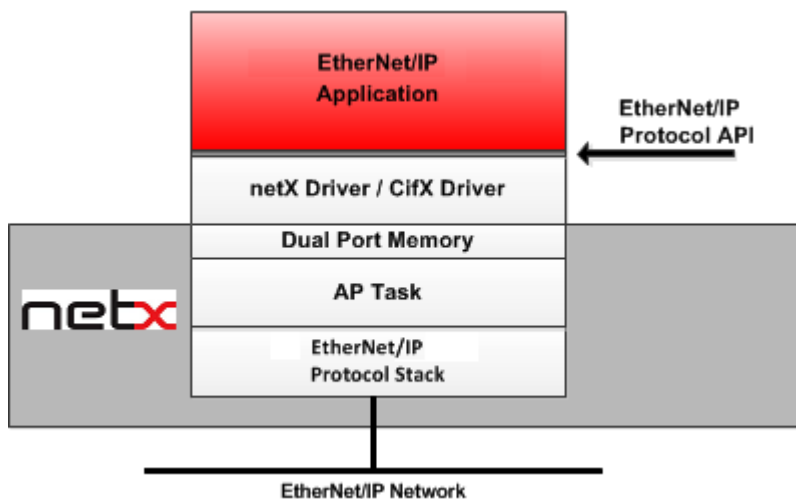 EtherNet/IP
Application
EtherNet/IP
Protocol API
netX Driver / CifX Driver
Dual Port Memory
AP Task
netx
EtherNet/IP
Protocol Stack
EtherNet/IP Network